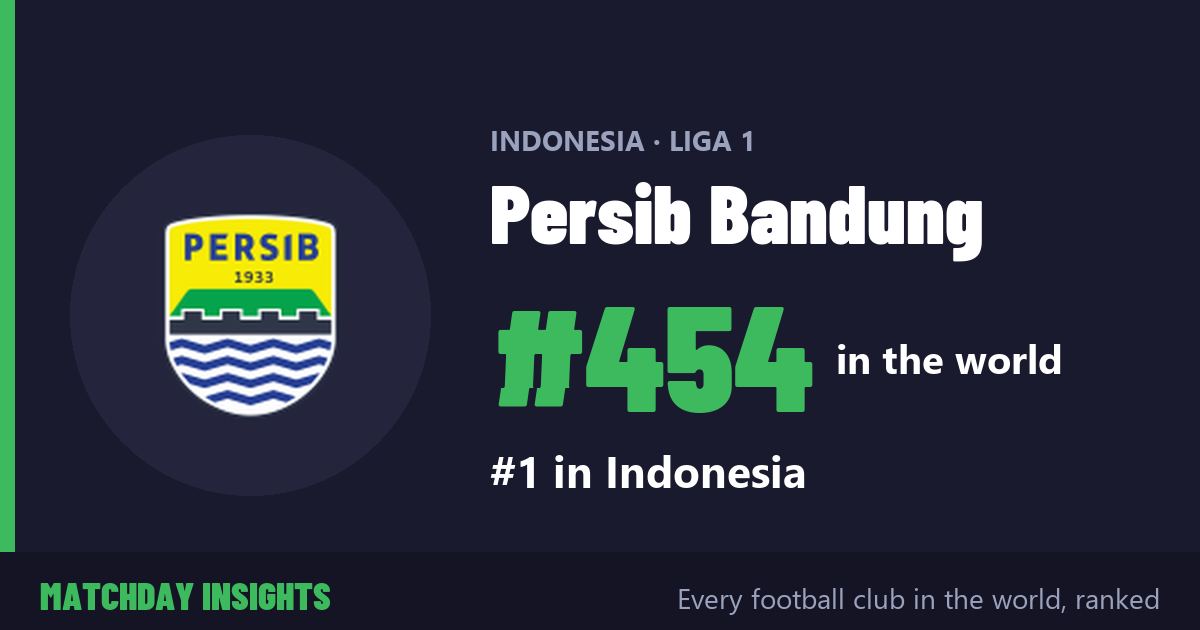 INDONESIA · LIGA 1
Persib Bandung
PERSIB
1933
#454 in the world
#1 in Indonesia
MATCHDAY INSIGHTS
Every football club in the world, ranked